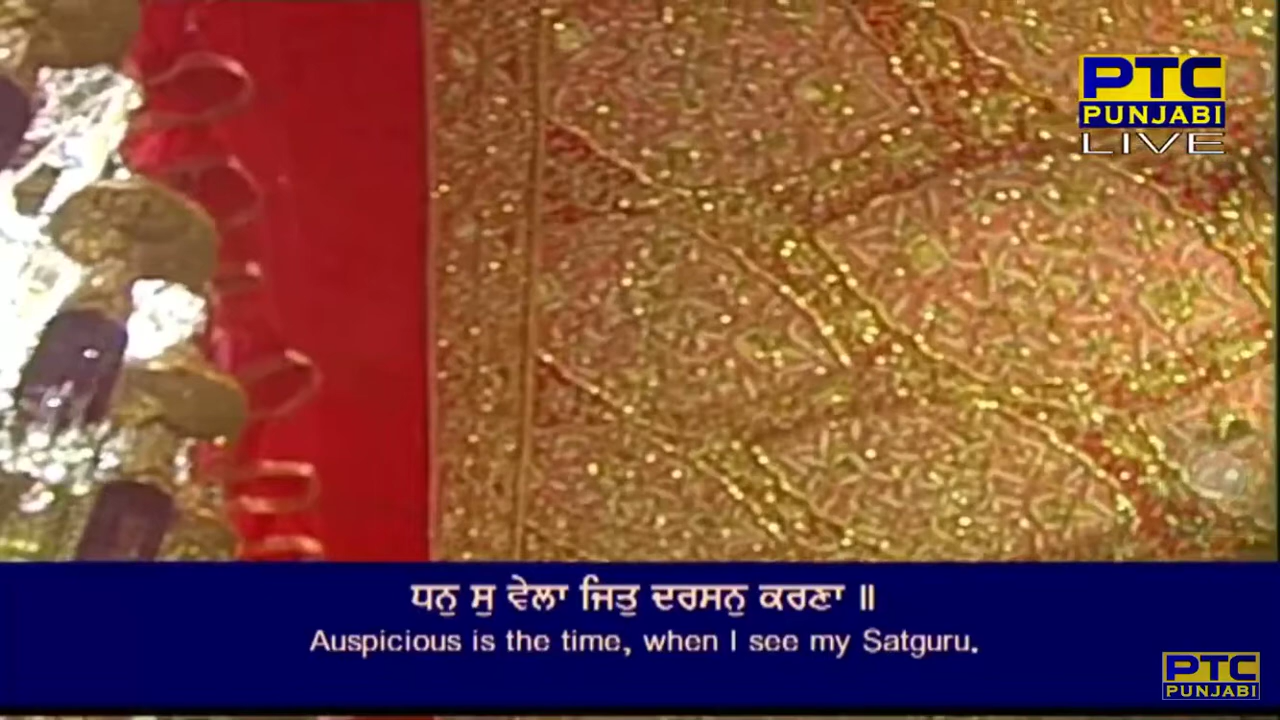 PTC
PUNJABI
LIVE
ਧਨੁ ਸੁ ਵੇਲਾ ਜਿਤੁ ਦਰਸਨੁ ਕਰਣਾ ॥
Auspicious is the time, when I see my Satguru.
PTC
PUNJABI